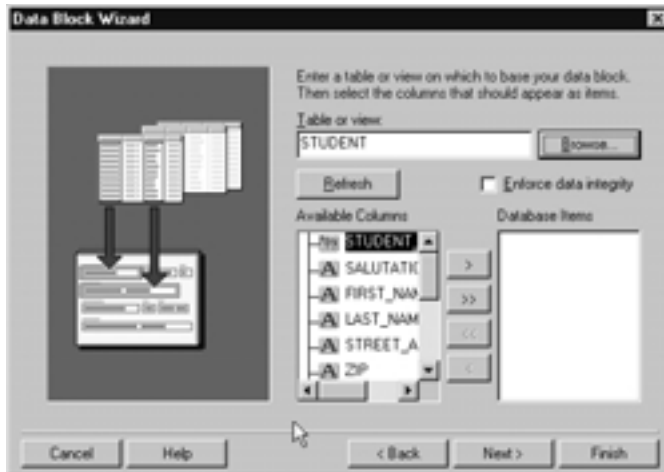 Data Block Wizard
Enter a table or view on which to base your data block.
Then select the columns that should appear as items.
Table or view:
STUDENT
Browse...
Refresh
Enforce data integrity
Available Columns
Database Items
STUDENT_
SALUTATIC
FIRST_NAM
LAST_NAM
STREET_A
ZIP
>
>>
<<
<
Cancel
Help
< Back
Next >
Finish